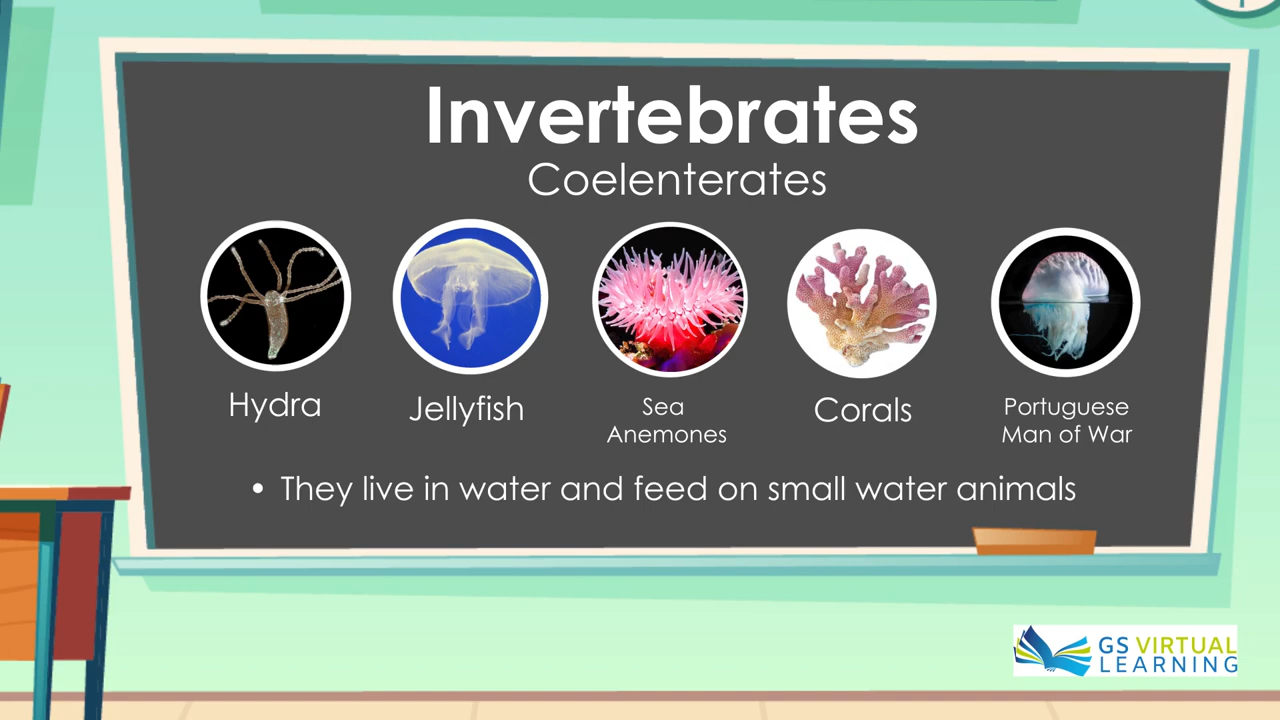 Invertebrates
Coelenterates
Hydra
Jellyfish
Sea
Anemones
Corals
Portuguese
Man of War
• They live in water and feed on small water animals
GS VIRTUAL
LEARNING